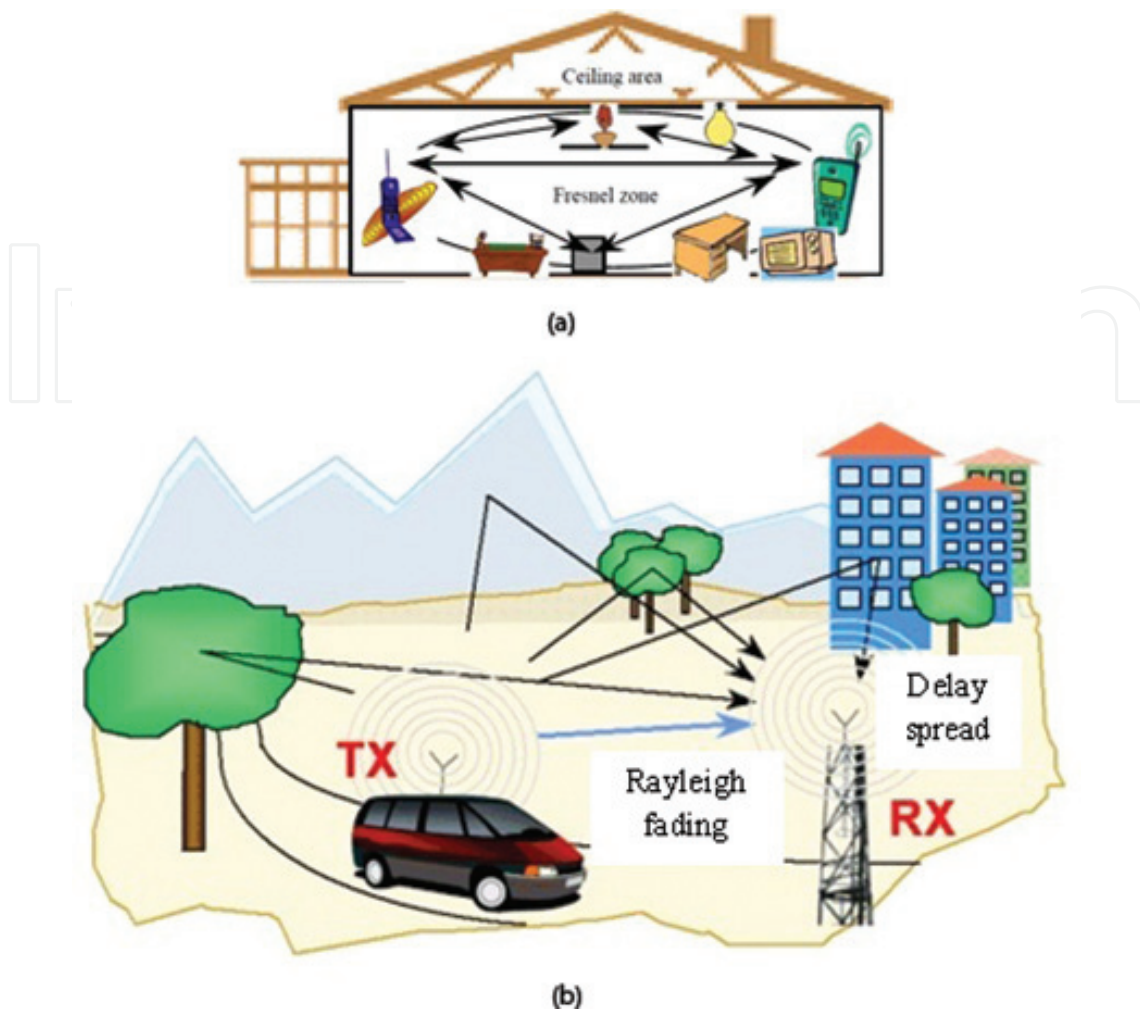 Ceiling area
Fresnel zone
(a)
TX
Delay
spread
Rayleigh
fading
RX
(b)